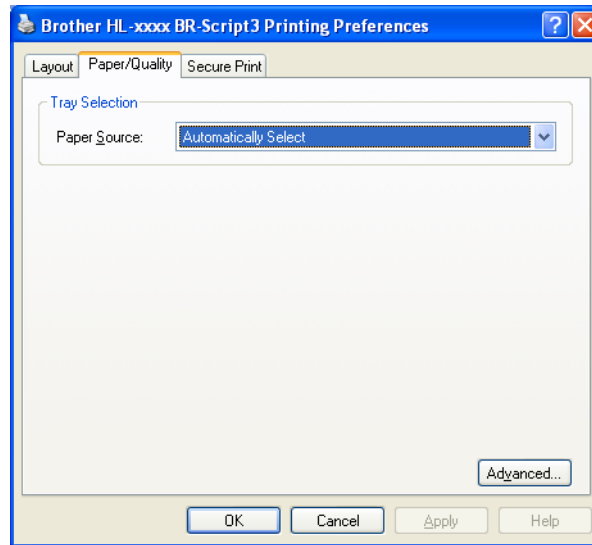 Brother HL-xxxx BR-Script3 Printing Preferences
Layout Paper/Quality Secure Print
Tray Selection
Paper Source: Automatically Select
Advanced...
OK Cancel Apply Help